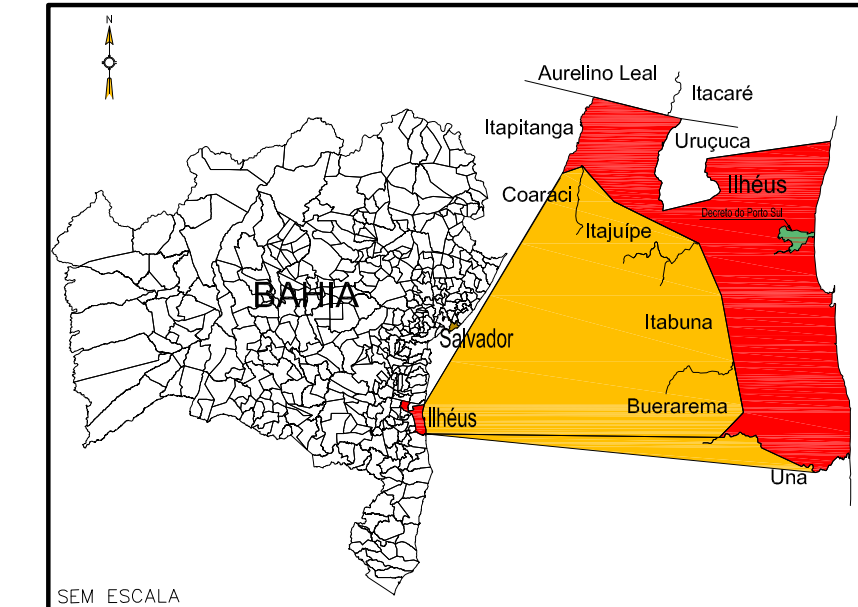 N
Aurelino Leal
Itacaré
Itapitanga
Uruçuca
Ilhéus
Coaraci
Decreto do Porto Sul
Itajuípe
BAHIA
Itabuna
Salvador
Buerarema
Ilhéus
Una
SEM ESCALA